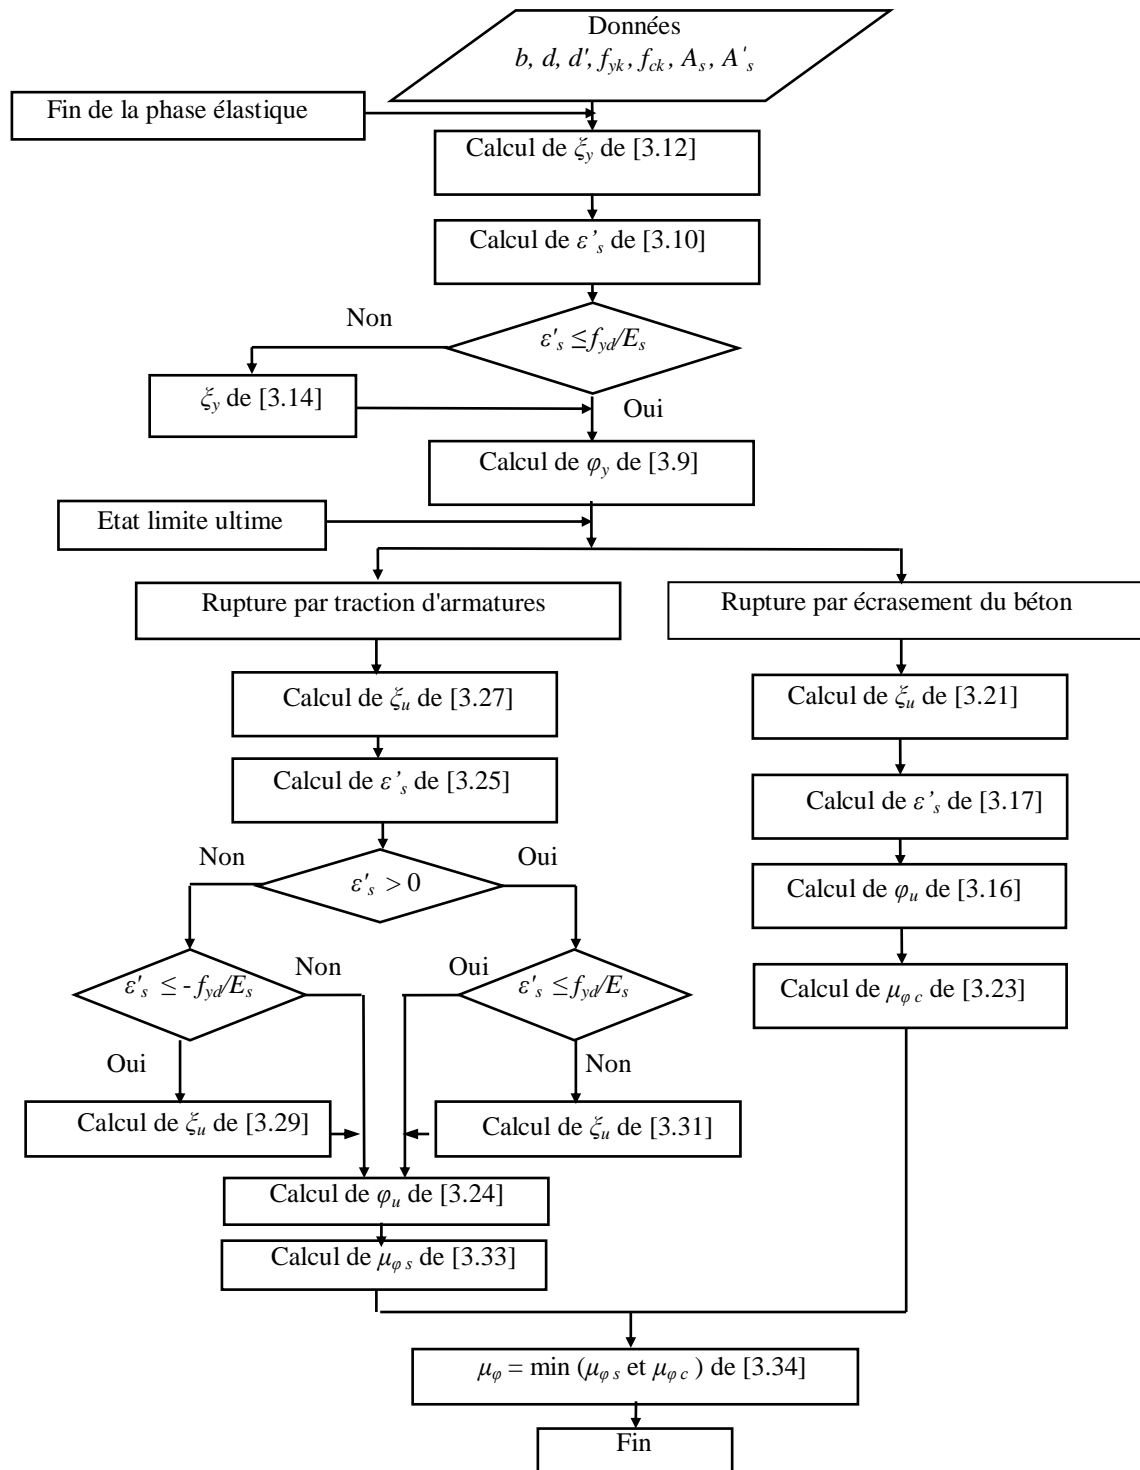 Données
b, d, d', f_yk, f_ck, A_s, A'_s
Fin de la phase élastique
Calcul de ξ_y de [3.12]
Calcul de ε’_s de [3.10]
Non
ε'_s ≤f_yd/E_s
ξ_y de [3.14]
Oui
Calcul de φ_y de [3.9]
Etat limite ultime
Rupture par traction d'armatures
Rupture par écrasement du béton
Calcul de ξ_u de [3.27]
Calcul de ξ_u de [3.21]
Calcul de ε’_s de [3.25]
Calcul de ε’_s de [3.17]
Non
Oui
ε'_s > 0
Calcul de φ_u de [3.16]
ε'_s ≤ - f_yd/E_s
Non
Oui
ε'_s ≤f_yd/E_s
Calcul de μ_φ c de [3.23]
Oui
Non
Calcul de ξ_u de [3.29]
Calcul de ξ_u de [3.31]
Calcul de φ_u de [3.24]
Calcul de μ_φ s de [3.33]
μ_φ = min (μ_φ s et μ_φ c ) de [3.34]
Fin